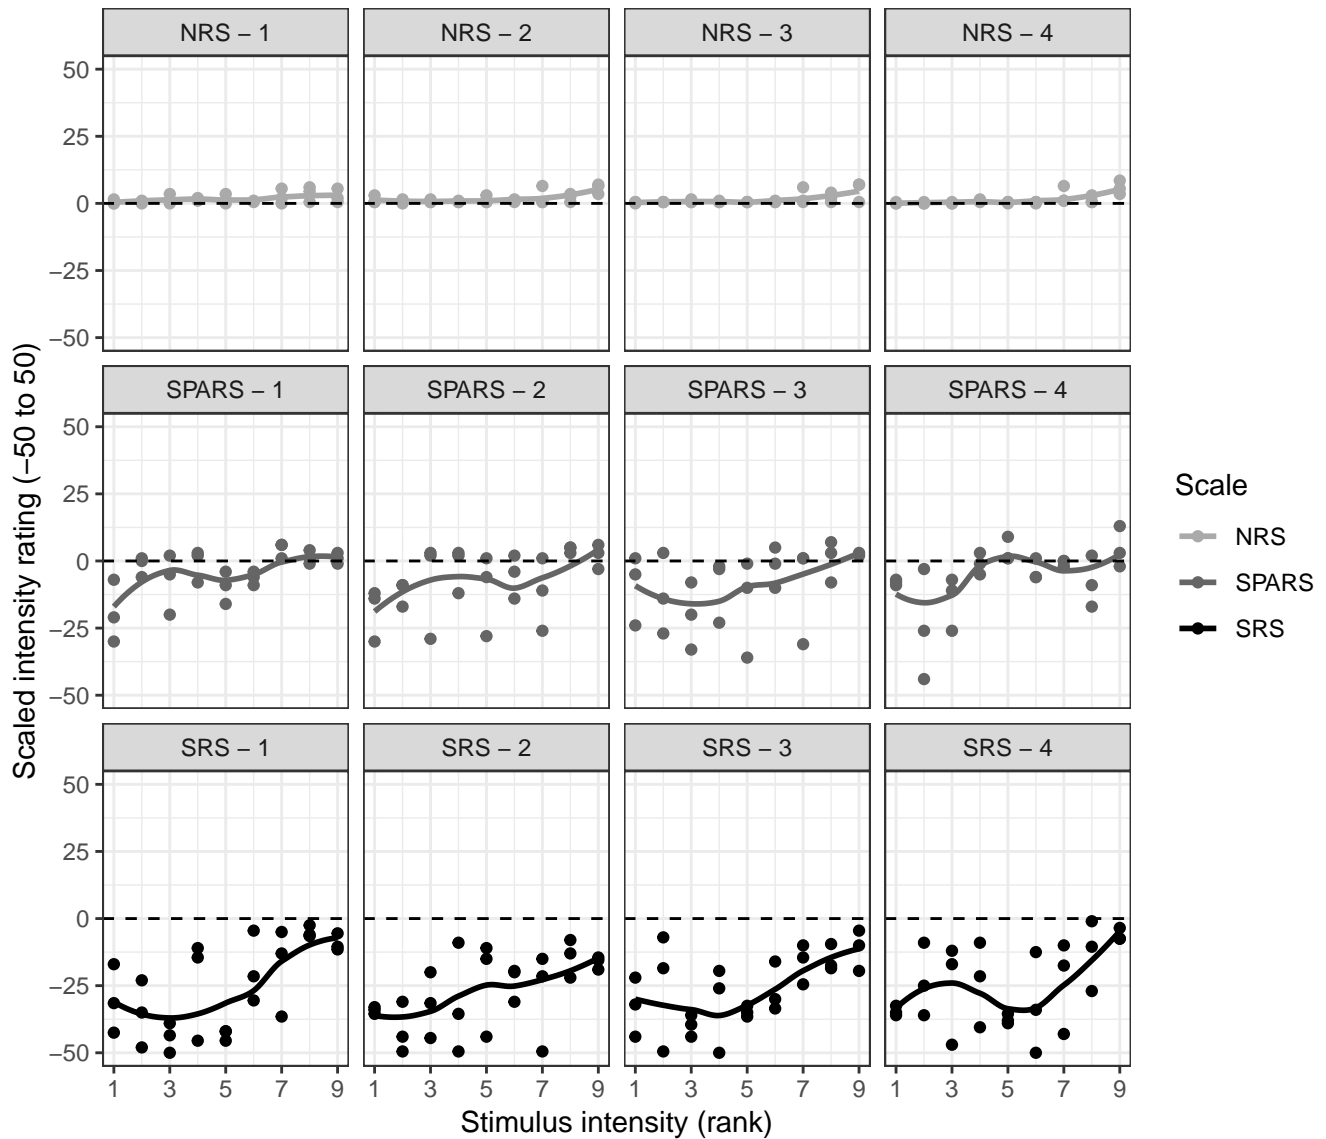 NRS − 1
NRS − 2
NRS − 3
NRS − 4
50
25
0
−25
−50
SPARS − 1
SPARS − 2
SPARS − 3
SPARS − 4
50
25
0
−25
−50
SRS − 1
SRS − 2
SRS − 3
SRS − 4
50
25
0
−25
−50
1 3 5 7 9
1 3 5 7 9
1 3 5 7 9
1 3 5 7 9
Stimulus intensity (rank)
Scaled intensity rating (−50 to 50)
Scale
NRS
SPARS
SRS